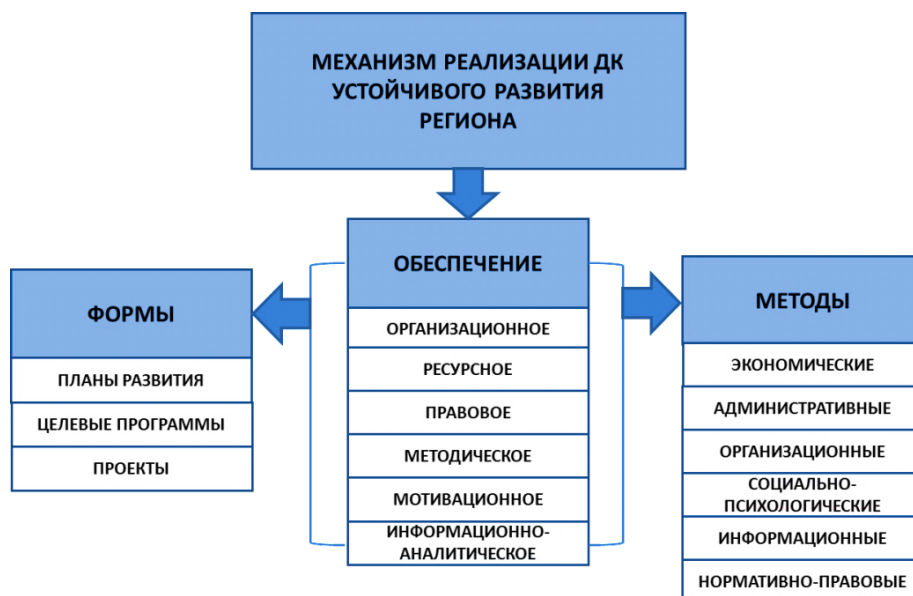 МЕХАНИЗМ РЕАЛИЗАЦИИ ДК
УСТОЙЧИВОГО РАЗВИТИЯ
РЕГИОНА
ОБЕСПЕЧЕНИЕ
ОРГАНИЗАЦИОННОЕ
РЕСУРСНОЕ
ПРАВОВОЕ
МЕТОДИЧЕСКОЕ
МОТИВАЦИОННОЕ
ИНФОРМАЦИОННО-
АНАЛИТИЧЕСКОЕ
ФОРМЫ
ПЛАНЫ РАЗВИТИЯ
ЦЕЛЕВЫЕ ПРОГРАММЫ
ПРОЕКТЫ
МЕТОДЫ
ЭКОНОМИЧЕСКИЕ
АДМИНИСТРАТИВНЫЕ
ОРГАНИЗАЦИОННЫЕ
СОЦИАЛЬНО-
ПСИХОЛОГИЧЕСКИЕ
ИНФОРМАЦИОННЫЕ
НОРМАТИВНО-ПРАВОВЫЕ